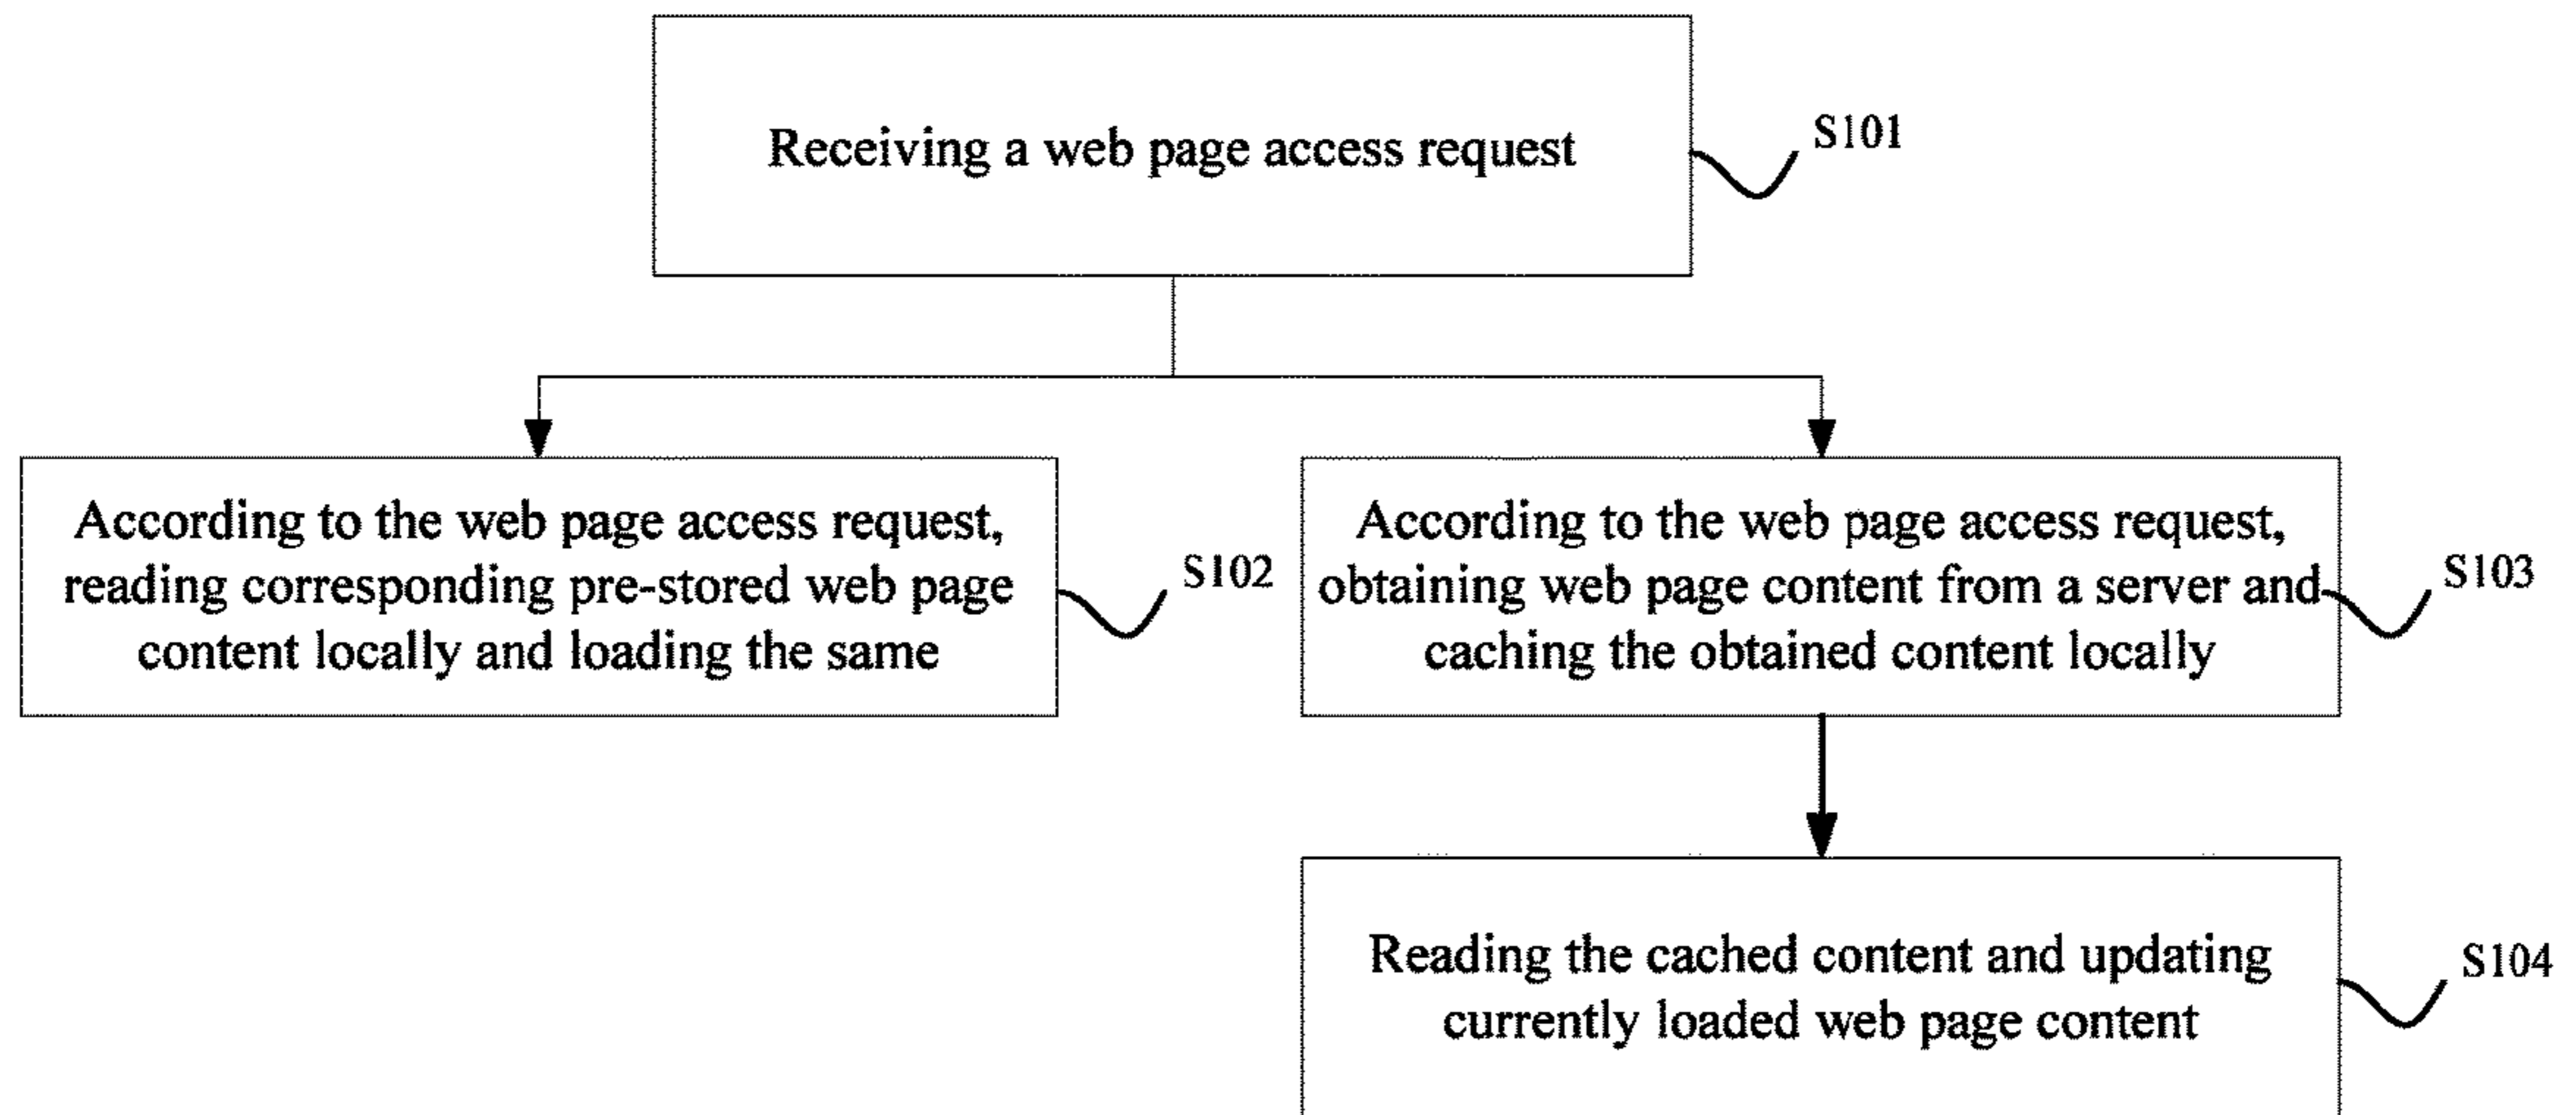 Receiving a web page access request
S101
According to the web page access request,
reading corresponding pre-stored web page
content locally and loading the same
S102
According to the web page access request,
obtaining web page content from a server and
caching the obtained content locally
S103
Reading the cached content and updating
currently loaded web page content
S104